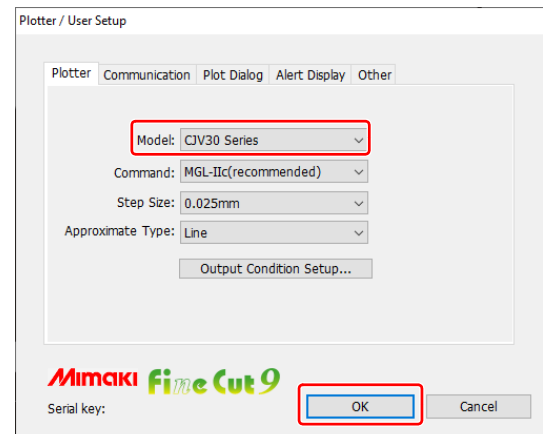 Plotter / User Setup
Plotter Communication Plot Dialog Alert Display Other
Model: CJV30 Series
Command: MGL-IIc(recommended)
Step Size: 0.025mm
Approximate Type: Line
Output Condition Setup...
Mimaki Fine Cut 9
Serial key:
OK Cancel